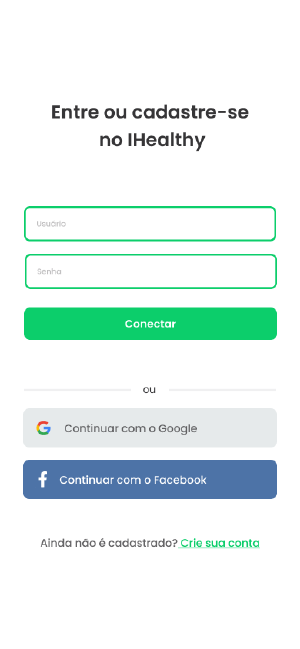 Entre ou cadastre-se
no IHealthy
Usuário
Senha
Conectar
ou
Continuar com o Google
Continuar com o Facebook
Ainda não é cadastrado? Crie sua conta